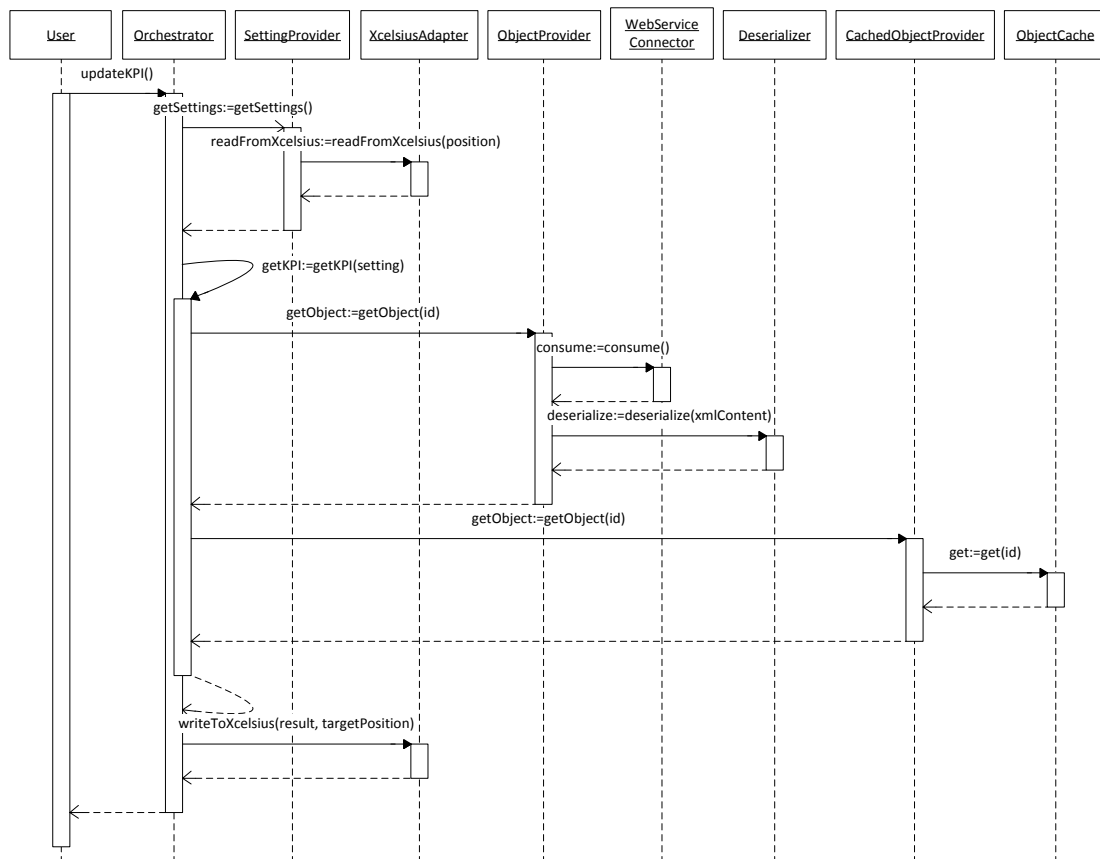 User
Orchestrator
SettingProvider
XcelsiusAdapter
ObjectProvider
WebService
Connector
Deserializer
CachedObjectProvider
ObjectCache
updateKPI()
getSettings:=getSettings()
readFromXcelsius:=readFromXcelsius(position)
getKPI:=getKPI(setting)
getObject:=getObject(id)
consume:=consume()
deserialize:=deserialize(xmlContent)
getObject:=getObject(id)
get:=get(id)
writeToXcelsius(result, targetPosition)